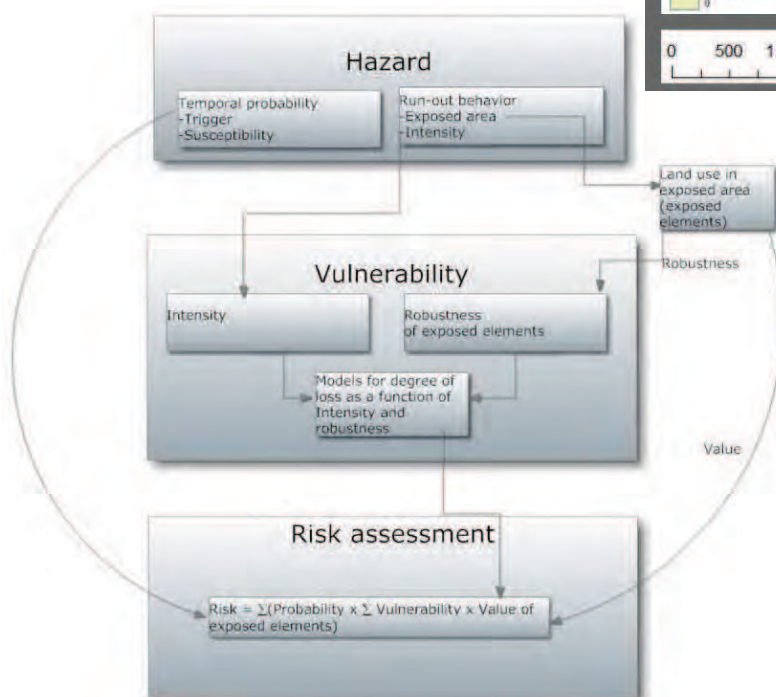 0
0 500 1
Hazard
Temporal probability
-Trigger
-Susceptibility
Run-out behavior
-Exposed area
-Intensity
Land use in
exposed area
(exposed
elements)
Robustness
Vulnerability
Intensity
Robustness
of exposed elements
Models for degree of
loss as a function of
Intensity and
robustness
Value
Risk assessment
Risk = ∑(Probability x ∑ Vulnerability x Value of
exposed elements)